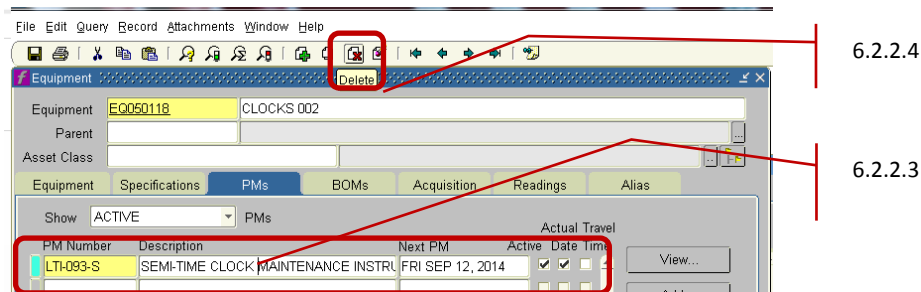 File Edit Query Record Attachments Window Help
6.2.2.4
Equipment
Delete
Equipment EQ050118 CLOCKS 002
Parent
...
Asset Class
6.2.2.3
Equipment Specifications PMs BOMs Acquisition Readings Alias
Show ACTIVE PMs
Actual Travel
PM Number Description Next PM Active Date Time
LTI-093-S SEMI-TIME CLOCK MAINTENANCE INSTRU FRI SEP 12, 2014 View...